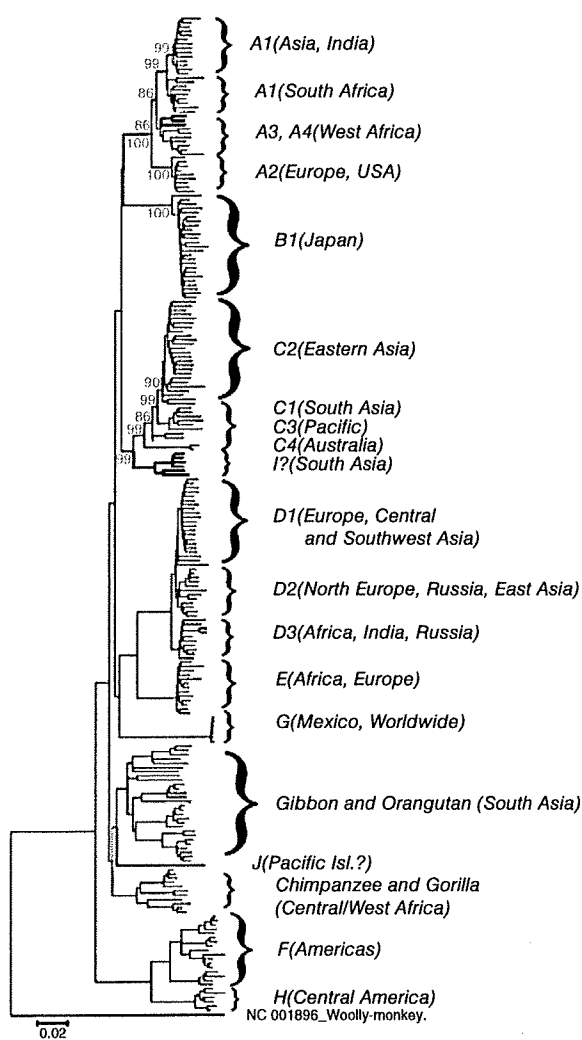 99
A1(Asia, India)
99
86
A1(South Africa)
86
A3, A4(West Africa)
100
100
A2(Europe, USA)
100
B1(Japan)
C2(Eastern Asia)
90
99
C1(South Asia)
86
C3(Pacific)
99
C4(Australia)
99
I?(South Asia)
D1(Europe, Central
and Southwest Asia)
D2(North Europe, Russia, East Asia)
D3(Africa, India, Russia)
E(Africa, Europe)
G(Mexico, Worldwide)
Gibbon and Orangutan (South Asia)
J(Pacific Isl.?)
Chimpanzee and Gorilla
(Central/West Africa)
F(Americas)
H(Central America)
NC 001896_Woolly-monkey.
0.02